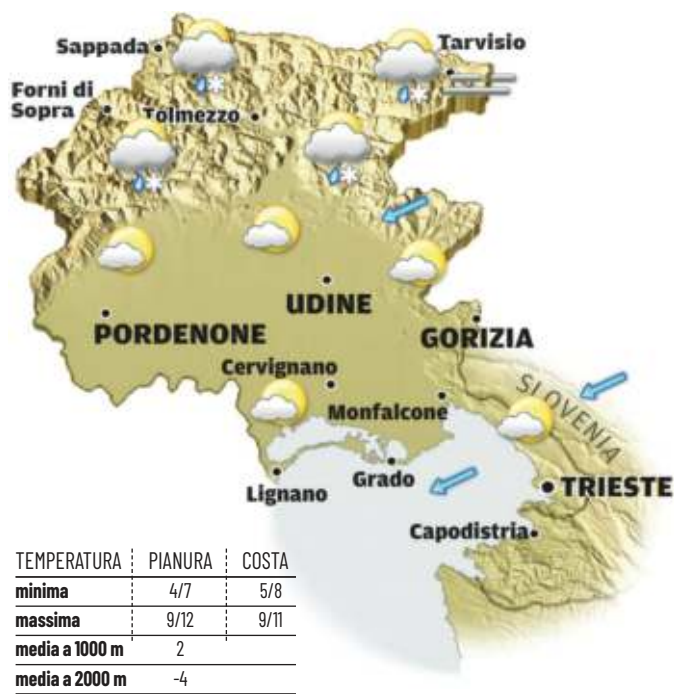 Sappada
Tarvisio
Forni di
Sopra
Tolmezzo
UDINE
PORDENONE
GORIZIA
Cervignano
SLOVENIA
Monfalcone
Grado
Lignano
TRIESTE
Capodistria
TEMPERATURA PIANURA COSTA
minima 4/7 5/8
massima 9/12 9/11
media a 1000 m 2
media a 2000 m -4